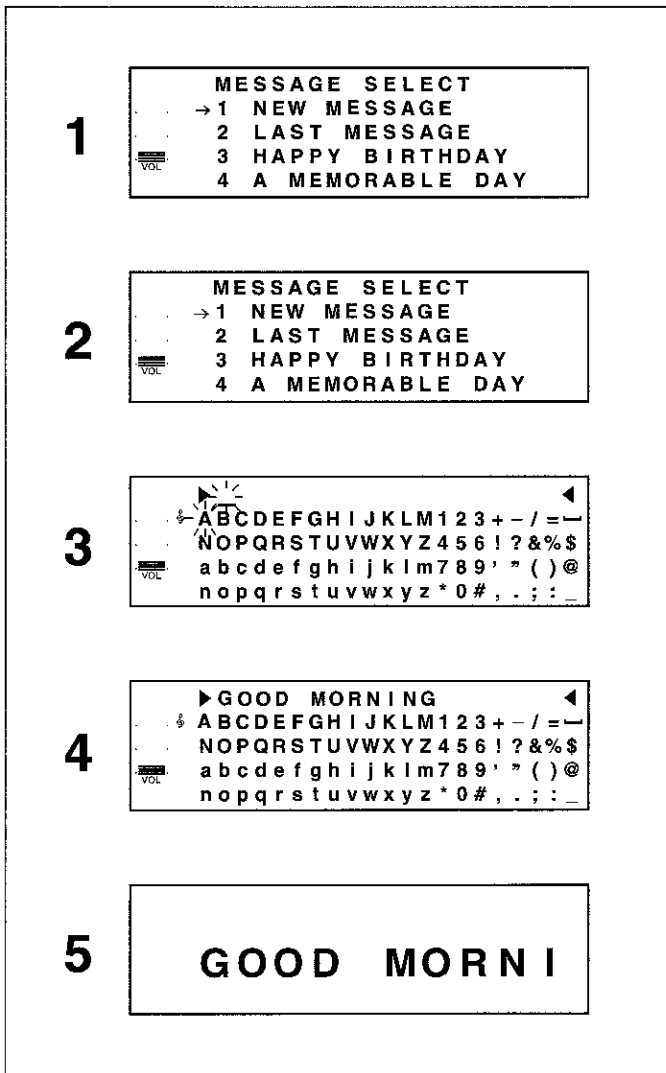 1
MESSAGE SELECT
→1 NEW MESSAGE
2 LAST MESSAGE
3 HAPPY BIRTHDAY
4 A MEMORABLE DAY
VOL
2
MESSAGE SELECT
→1 NEW MESSAGE
2 LAST MESSAGE
3 HAPPY BIRTHDAY
4 A MEMORABLE DAY
VOL
3
ABCDEFGHIJKLM123+-/=⎵
NOPQRSTUVWXYZ456!?&%$
abcdefghijklm789'"()@
nopqrstuvwxyz*0#,.;:_
VOL
4
▶GOOD MORNING ◀
ABCDEFGHIJKLM123+-/=⎵
NOPQRSTUVWXYZ456!?&%$
abcdefghijklm789'"()@
nopqrstuvwxyz*0#,.;:_
VOL
5
GOOD MORNI